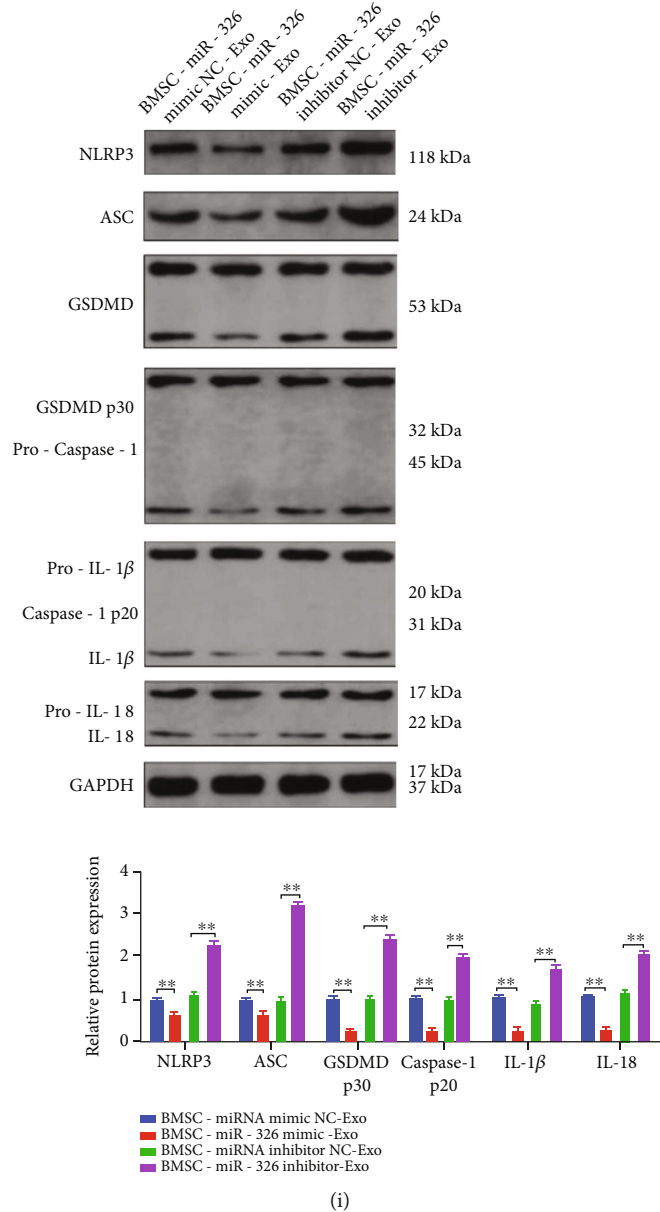 BMSC - miR - 326
mimic NC - Exo
BMSC - miR - 326
mimic - Exo
BMSC - miR - 326
inhibitor NC - Exo
BMSC - miR - 326
inhibitor - Exo
NLRP3
118 kDa
ASC
24 kDa
GSDMD
53 kDa
GSDMD p30
32 kDa
Pro - Caspase - 1
45 kDa
Pro - IL- 1β
20 kDa
Caspase - 1 p20
31 kDa
IL- 1β
17 kDa
Pro - IL- 18
22 kDa
IL- 18
17 kDa
GAPDH
37 kDa
Relative protein expression
4
3
2
1
0
** ** ** ** ** ** ** ** ** ** ** **
NLRP3 ASC GSDMD Caspase-1 IL-1β IL-18
p30 p20
BMSC - miRNA mimic NC-Exo
BMSC - miR - 326 mimic -Exo
BMSC - miRNA inhibitor NC-Exo
BMSC - miR - 326 inhibitor-Exo
(i)